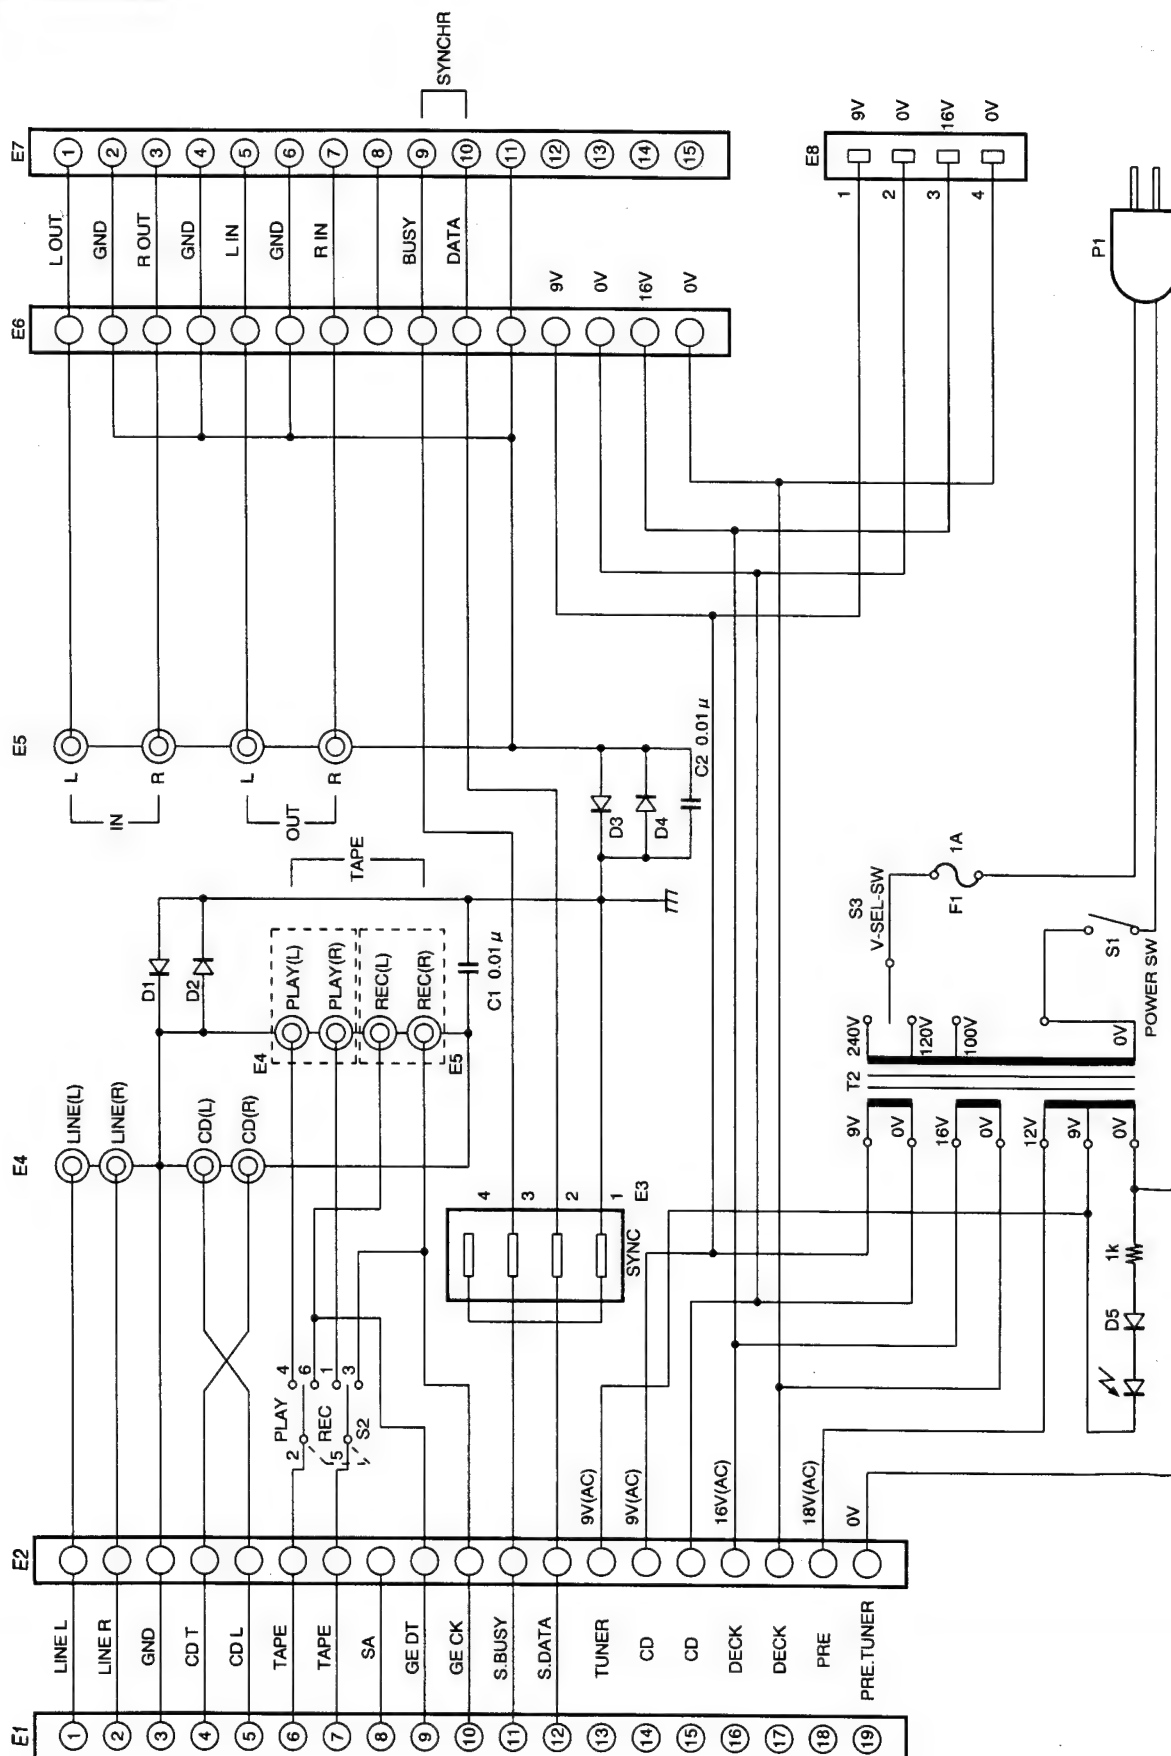 E7
1
2
3
4
5
6
7
8
9
10
11
12
13
14
15
SYNCHR
L OUT
GND
R OUT
GND
L IN
GND
R IN
BUSY
DATA
E6
9V
0V
16V
0V
E8
1
2
3
4
9V
0V
16V
0V
P1
E5
L
R
L
R
IN
OUT
TAPE
D1
D2
PLAY(L)
PLAY(R)
REC(L)
REC(R)
E4
E5
C1 0.01 μ
D3
D4
C2 0.01 μ
S3
V-SEL-SW
F1
1A
S1
POWER SW
E4
LINE(L)
LINE(R)
CD(L)
CD(R)
4
3
2
1
E3
SYNC
T2
240V
120V
100V
0V
9V
0V
16V
0V
12V
9V
0V
1k
D5
PLAY
REC
S2
4
6
1
3
2
5
9V(AC)
9V(AC)
16V(AC)
18V(AC)
0V
E2
LINE L
LINE R
GND
CD T
CD L
TAPE
TAPE
SA
GE DT
GE CK
S.BUSY
S.DATA
TUNER
CD
CD
DECK
DECK
PRE
PRE.TUNER
E1
1
2
3
4
5
6
7
8
9
10
11
12
13
14
15
16
17
18
19